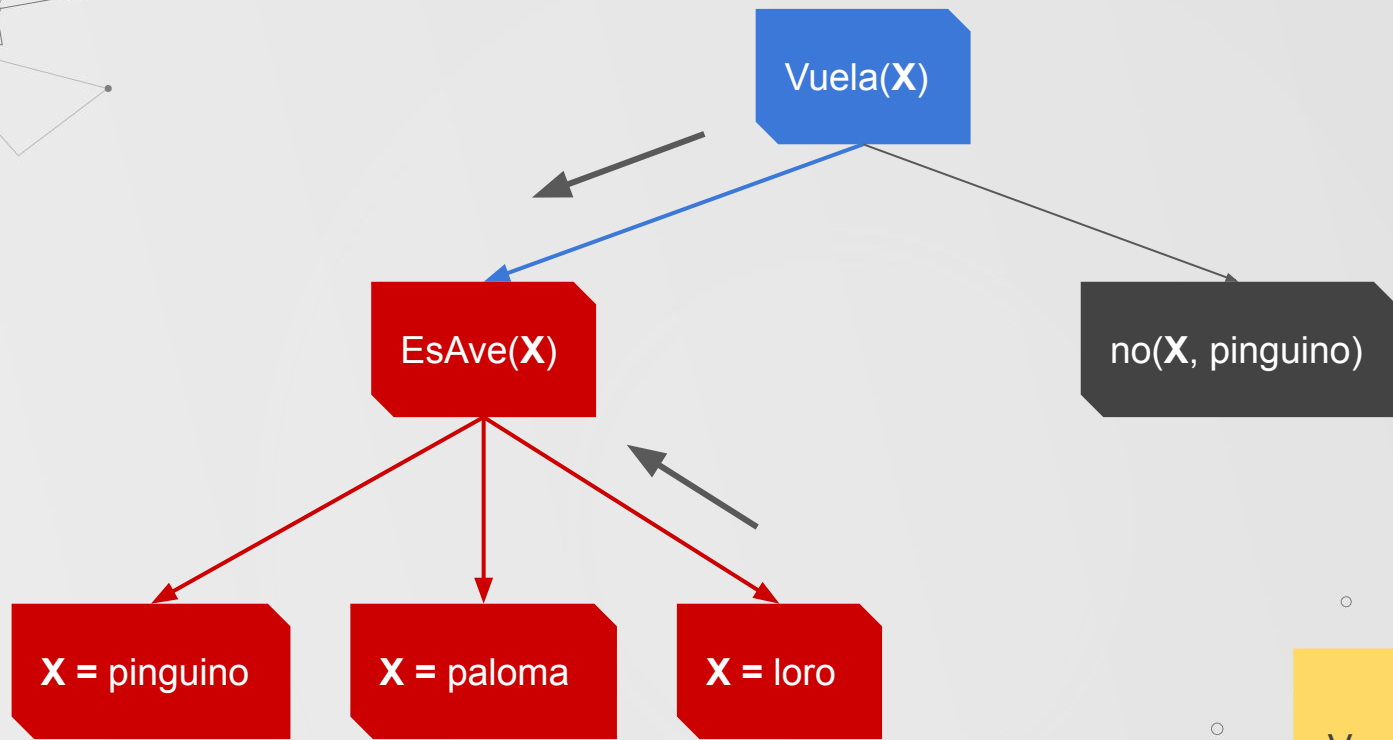 Vuela(X)
EsAve(X)
no(X, pinguino)
X = pinguino
X = paloma
X = loro